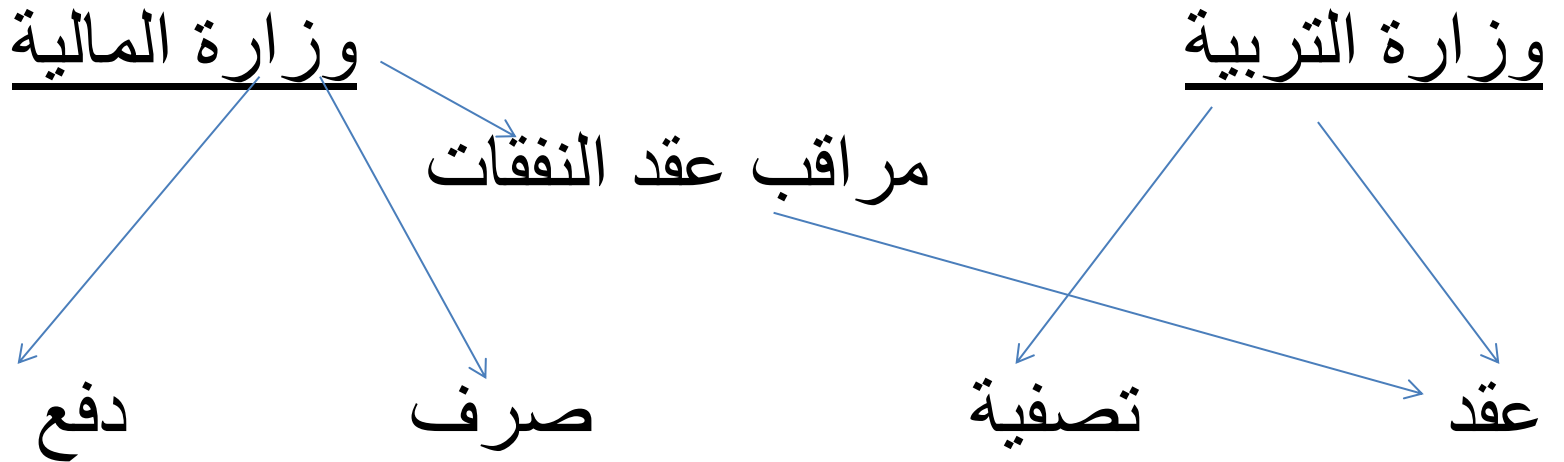 وزارة التربية
وزارة المالية
مراقب عقد النفقات
عقد
تصفية
صرف
دفع